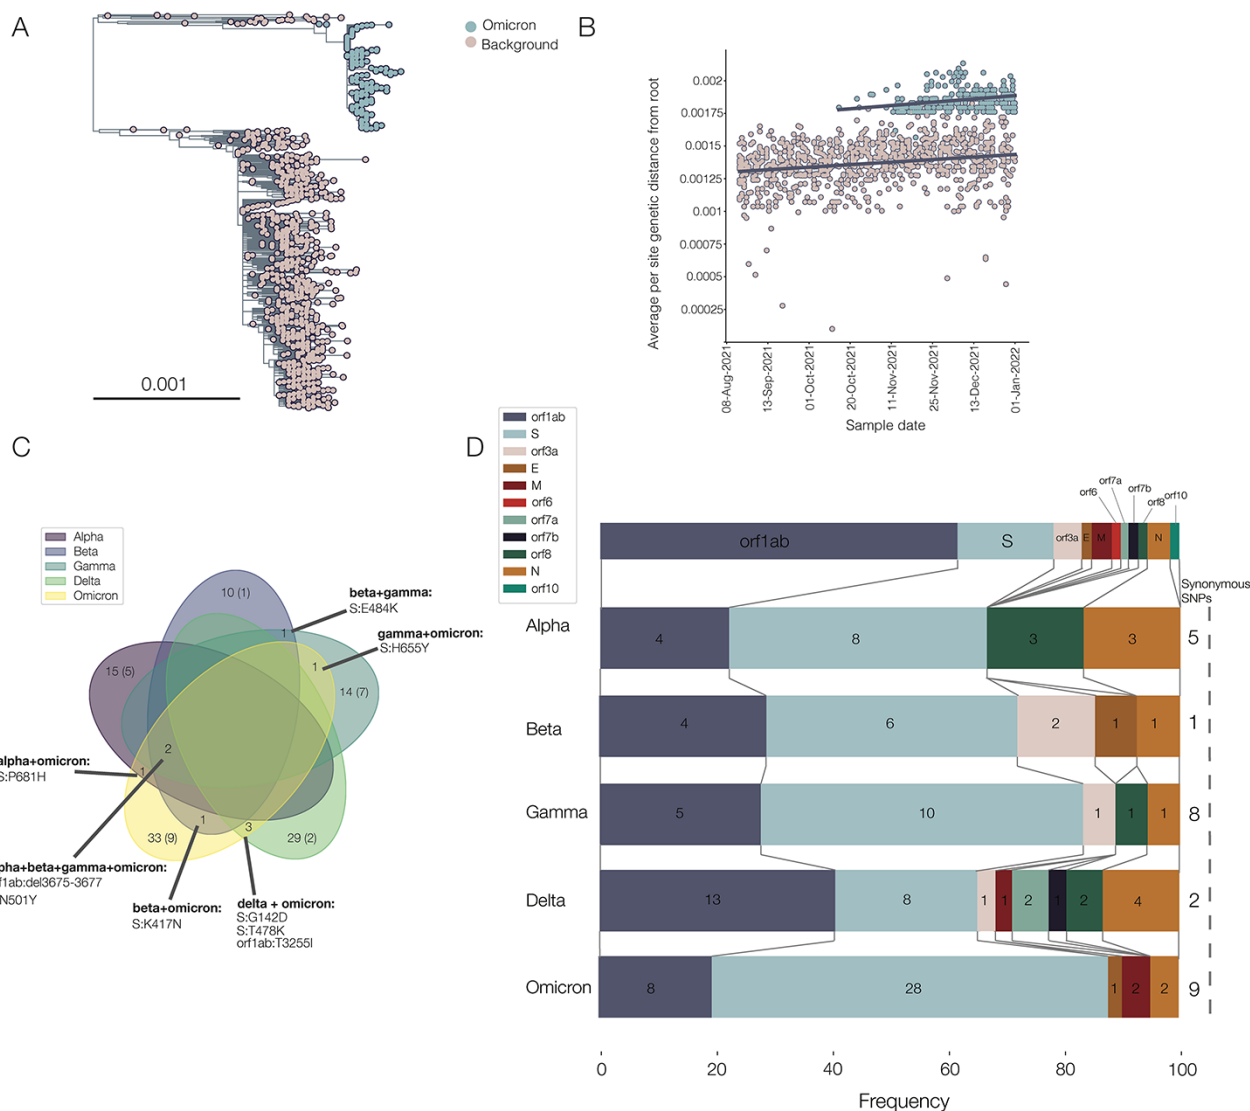 A
Omicron
Background
0.001
B
Average per site genetic distance from root
0.002
0.00175
0.0015
0.00125
0.001
0.00075
0.0005
0.00025
08-Aug-2021
13-Sep-2021
01-Oct-2021
20-Oct-2021
11-Nov-2021
25-Nov-2021
13-Dec-2021
01-Jan-2022
Sample date
C
Alpha
Beta
Gamma
Delta
Omicron
10 (1)
beta+gamma:
S:E484K
1
gamma+omicron:
S:H655Y
1
15 (5)
14 (7)
2
alpha+omicron:
S:P681H
1
1
3
33 (9)
29 (2)
pha+beta+gamma+omicron:
f1ab:del3675-3677
N501Y
beta+omicron:
S:K417N
delta + omicron:
S:G142D
S:T478K
orf1ab:T3255I
D
orf1ab
S
orf3a
E
M
orf6
orf7a
orf7b
orf8
N
orf10
orf6 orf7a orf7b orf8 orf10
orf1ab S orf3a E M N
Synonymous
SNPs
Alpha 4 8 3 3 5
Beta 4 6 2 1 1 1
Gamma 5 10 1 1 1 8
Delta 13 8 1 1 2 1 2 4 2
Omicron 8 28 1 2 2 9
0 20 40 60 80 100
Frequency